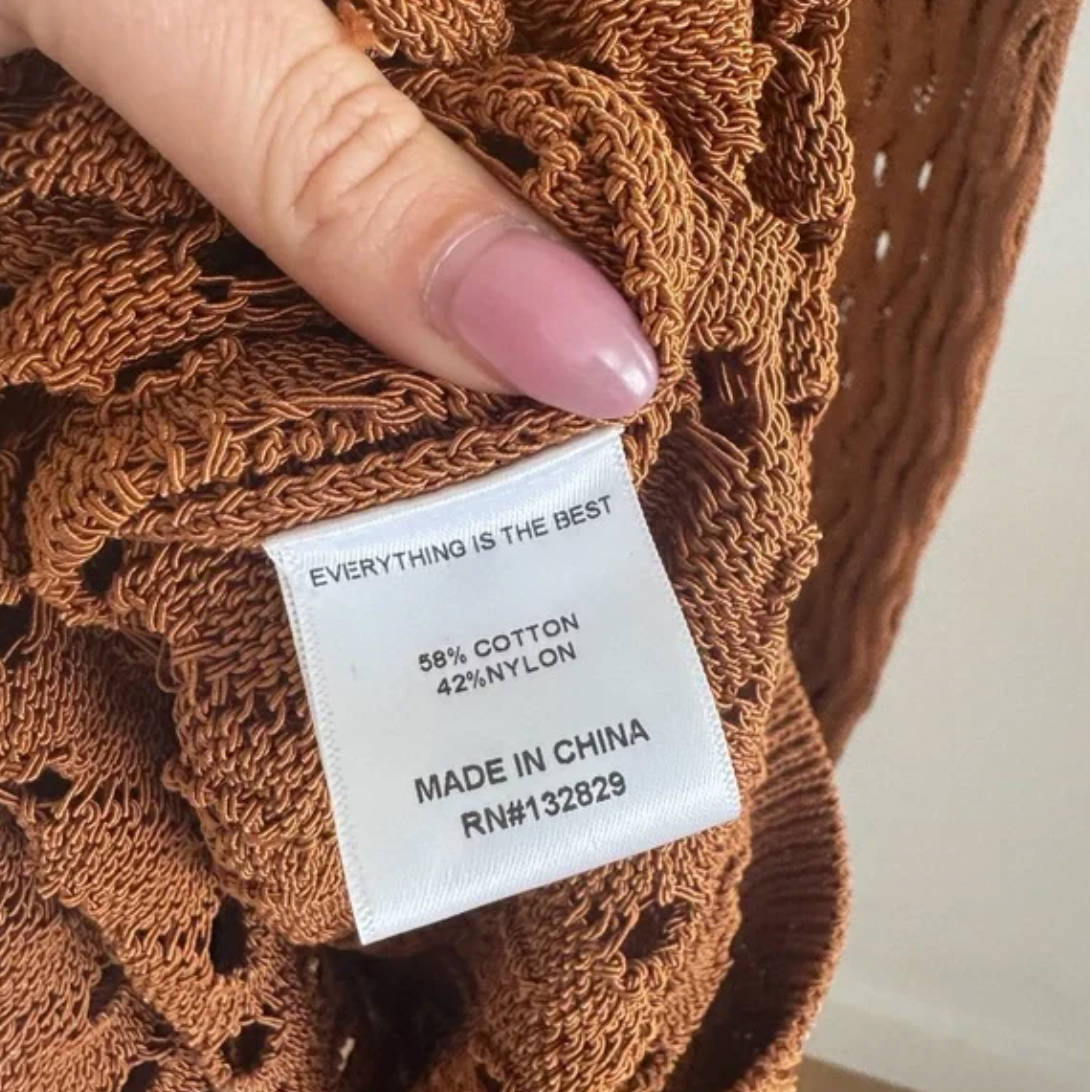 EVERYTHING IS THE BEST
58% COTTON
42%NYLON
MADE IN CHINA
RN#132829